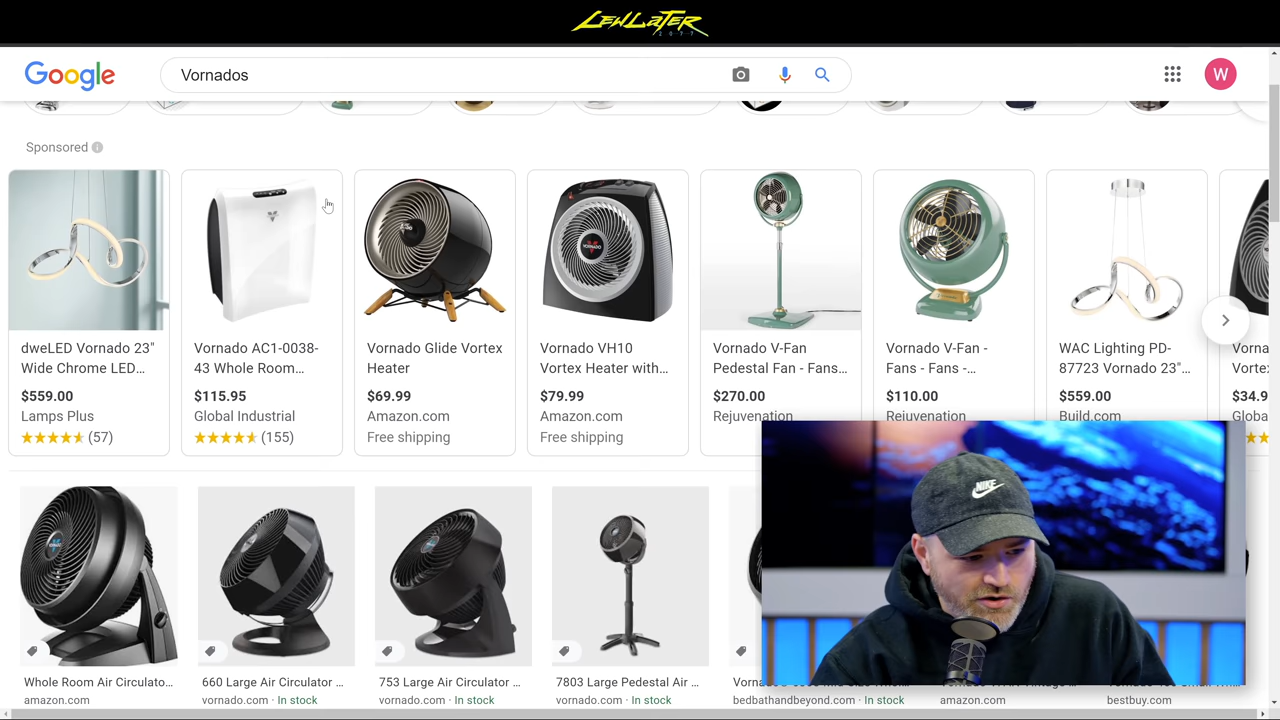 LEWLATER
2077
Google
Vornados
W
Sponsored
dweLED Vornado 23"
Wide Chrome LED...
$559.00
Lamps Plus
(57)
Vornado AC1-0038-
43 Whole Room...
$115.95
Global Industrial
(155)
Vornado Glide Vortex
Heater
$69.99
Amazon.com
Free shipping
Vornado VH10
Vortex Heater with...
$79.99
Amazon.com
Free shipping
Vornado V-Fan
Pedestal Fan - Fans...
$270.00
Rejuvenation
Vornado V-Fan -
Fans - Fans -...
$110.00
Rejuvenation
WAC Lighting PD-
87723 Vornado 23"...
$559.00
Build.com
$34.9
VORNADO
NIKE
Whole Room Air Circulato...
amazon.com
660 Large Air Circulator ...
vornado.com · In stock
753 Large Air Circulator ...
vornado.com · In stock
7803 Large Pedestal Air ...
vornado.com · In stock
bedbathandbeyond.com · In stock
amazon.com
bestbuy.com